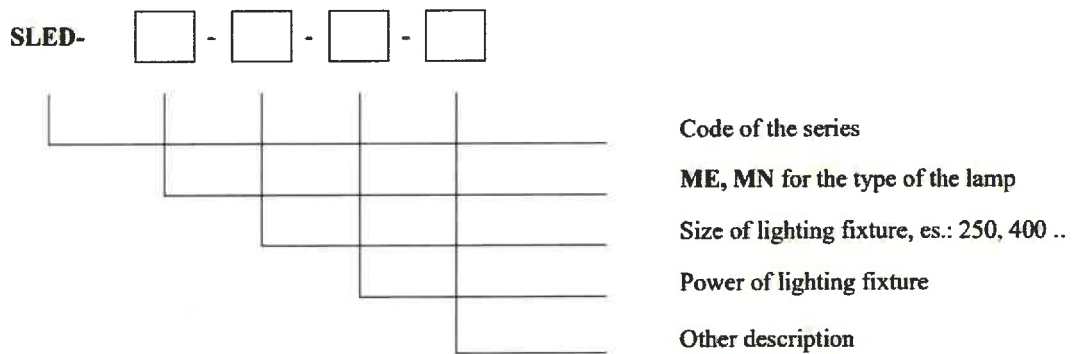 SLED- - - -
Code of the series
ME, MN for the type of the lamp
Size of lighting fixture, es.: 250, 400 ..
Power of lighting fixture
Other description